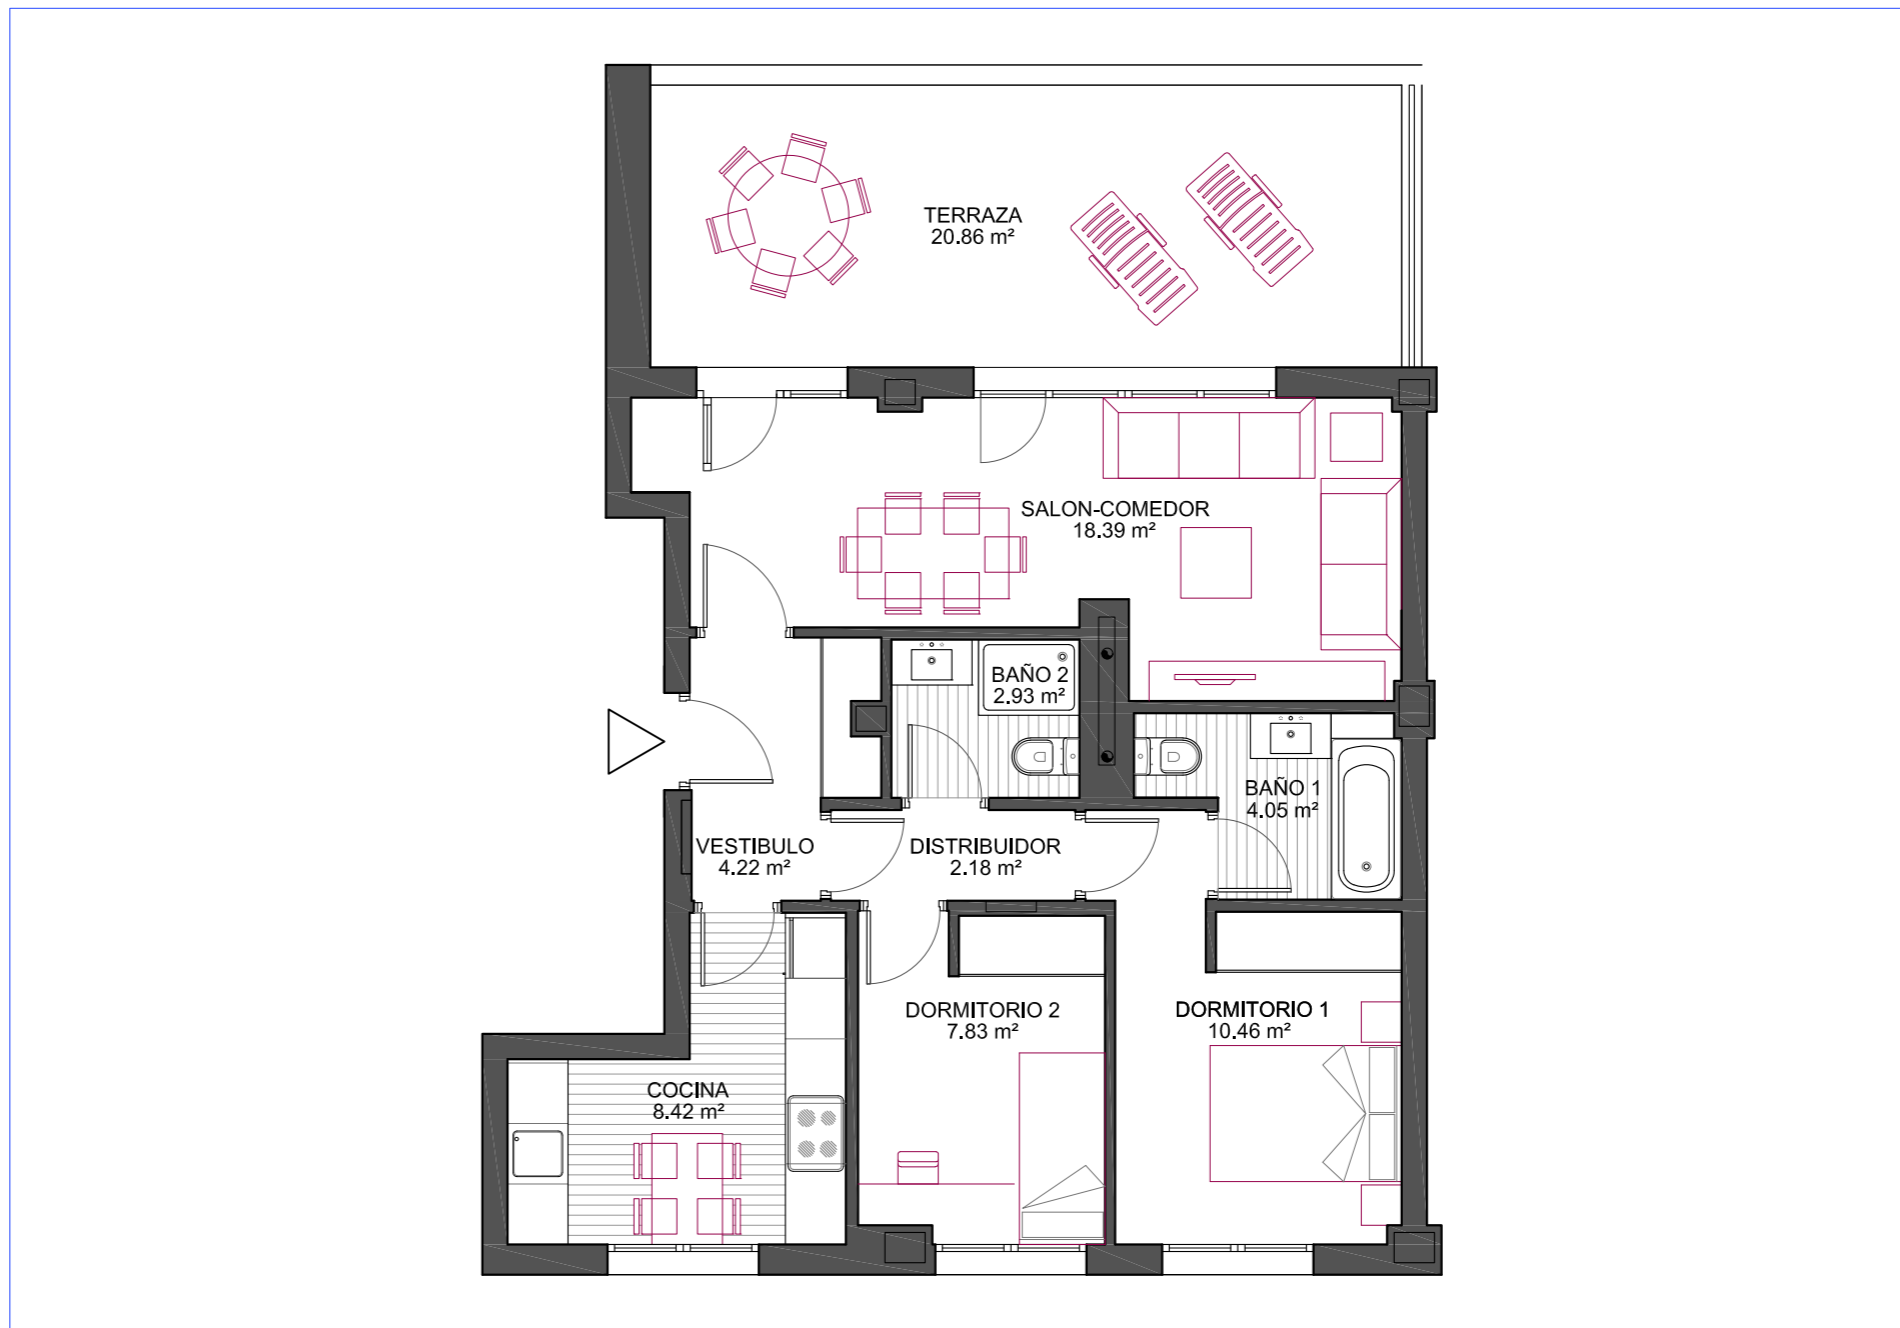 TERRAZA
20.86 m²
SALON-COMEDOR
18.39 m²
BAÑO 2
2.93 m²
BAÑO 1
4.05 m²
VESTIBULO
4.22 m²
DISTRIBUIDOR
2.18 m²
DORMITORIO 2
7.83 m²
DORMITORIO 1
10.46 m²
COCINA
8.42 m²